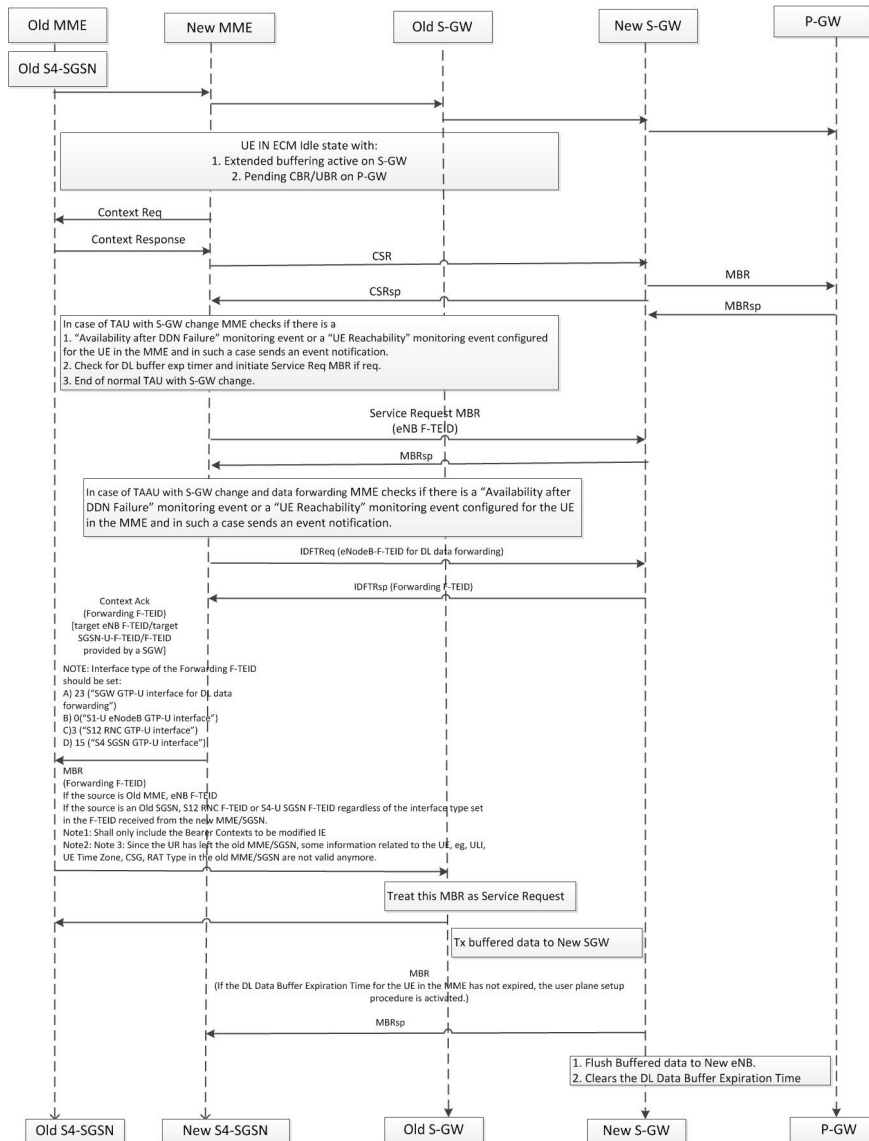 Old MME
New MME
Old S-GW
New S-GW
P-GW
Old S4-SGSN
UE IN ECM Idle state with:
1. Extended buffering active on S-GW
2. Pending CBR/UBR on P-GW
Context Req
Context Response
CSR
MBR
CSRsp
MBRsp
In case of TAU with S-GW change MME checks if there is a
1. “Availability after DDN Failure” monitoring event or a “UE Reachability” monitoring event configured
for the UE in the MME and in such a case sends an event notification.
2. Check for DL buffer exp timer and initiate Service Req MBR if req.
3. End of normal TAU with S-GW change.
Service Request MBR
(eNB F-TEID)
MBRsp
In case of TAAU with S-GW change and data forwarding MME checks if there is a “Availability after
DDN Failure” monitoring event or a “UE Reachability” monitoring event configured for the UE
in the MME and in such a case sends an event notification.
IDFTReq (eNodeB-F-TEID for DL data forwarding)
IDFTRsp (Forwarding F-TEID)
Context Ack
(Forwarding F-TEID)
[target eNB F-TEID/target
SGSN-U-F-TEID/F-TEID
provided by a SGW]
NOTE: Interface type of the Forwarding F-TEID
should be set:
A) 23 (“SGW GTP-U interface for DL data
forwarding”)
B) 0(“S1-U eNodeB GTP-U interface”)
C)3 (“S12 RNC GTP-U interface”)
D) 15 (“S4 SGSN GTP-U interface”)
MBR
(Forwarding F-TEID)
If the source is Old MME, eNB F-TEID
If the source is an Old SGSN, S12 RNC F-TEID or S4-U SGSN F-TEID regardless of the interface type set
in the F-TEID received from the new MME/SGSN.
Note1: Shall only include the Bearer Contexts to be modified IE
Note2: Note 3: Since the UR has left the old MME/SGSN, some information related to the UE, eg, ULI,
UE Time Zone, CSG, RAT Type in the old MME/SGSN are not valid anymore.
Treat this MBR as Service Request
Tx buffered data to New SGW
MBR
(If the DL Data Buffer Expiration Time for the UE in the MME has not expired, the user plane setup
procedure is activated.)
MBRsp
1. Flush Buffered data to New eNB.
2. Clears the DL Data Buffer Expiration Time
Old S4-SGSN
New S4-SGSN
Old S-GW
New S-GW
P-GW